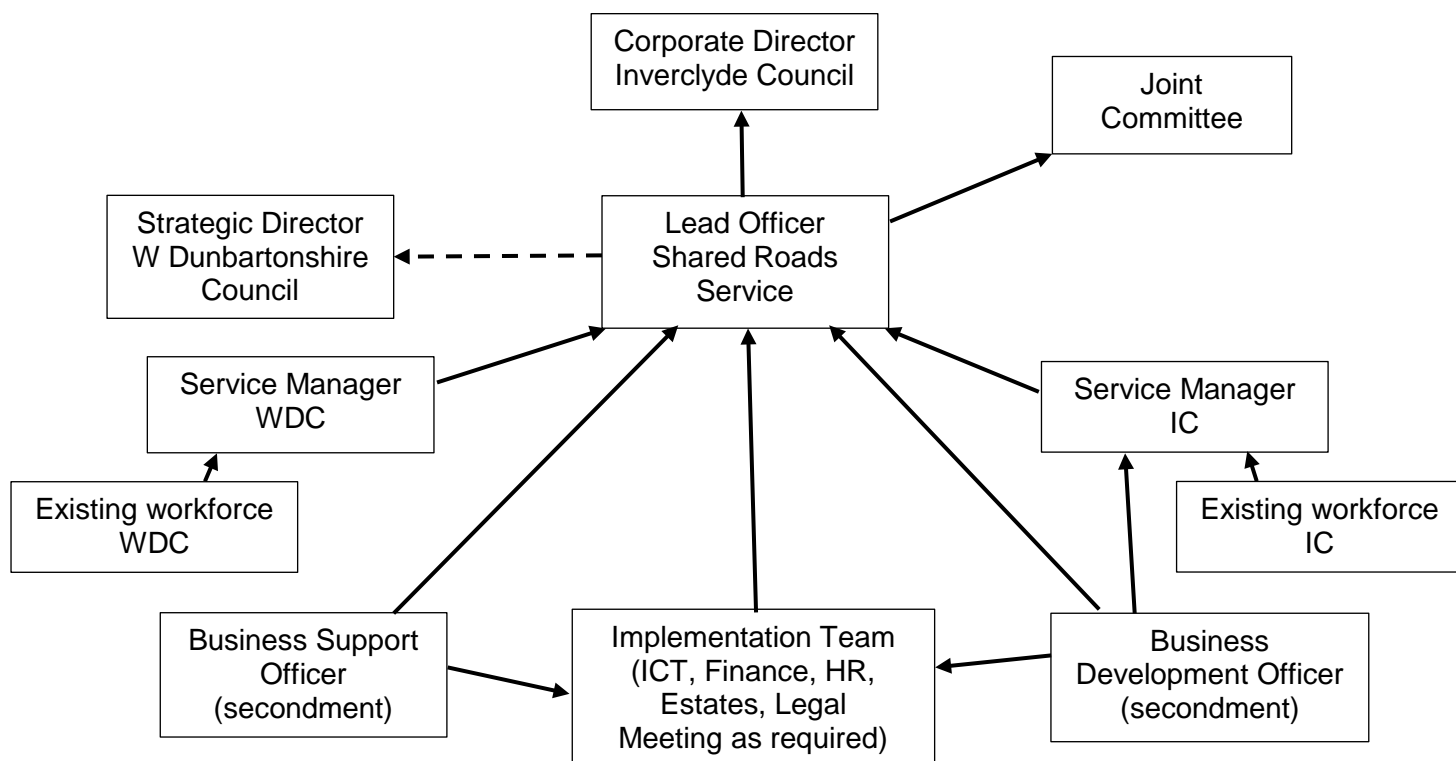 Corporate Director
Inverclyde Council
Joint
Committee
Strategic Director
W Dunbartonshire
Council
Lead Officer
Shared Roads
Service
Service Manager
WDC
Service Manager
IC
Existing workforce
WDC
Existing workforce
IC
Business Support
Officer
(secondment)
Implementation Team
(ICT, Finance, HR,
Estates, Legal
Meeting as required)
Business
Development Officer
(secondment)